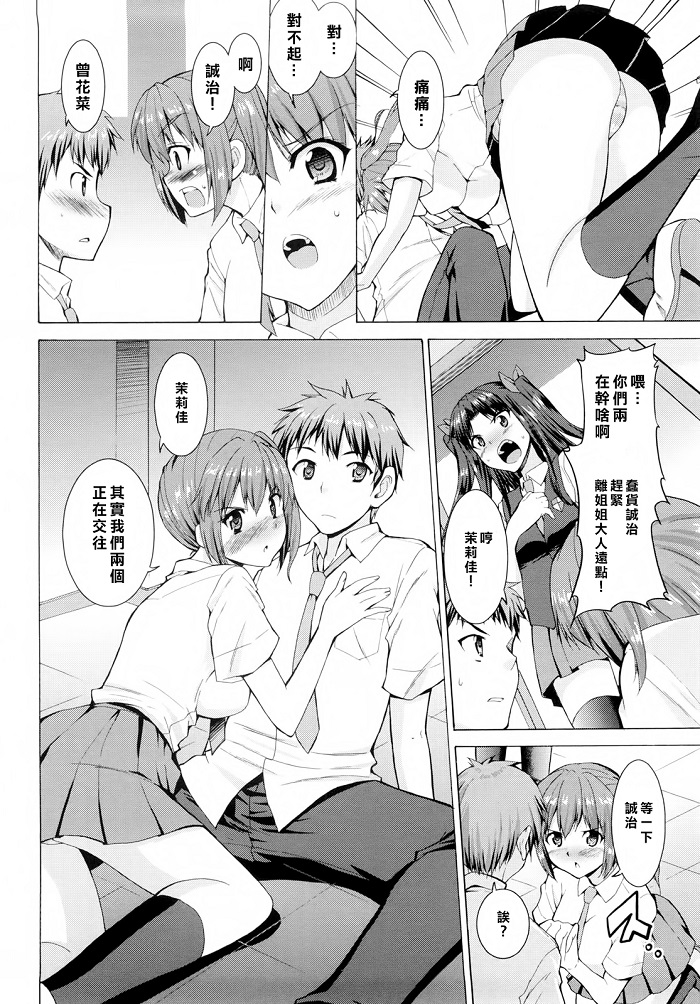 痛痛…
對…
對不起…
啊
誠治！
曾花菜
喂…
你們兩
在幹啥啊
蠢貨誠治
趕緊
離姐姐大人遠點！
哼
茉莉佳！
等一下
誠治
誒？
茉莉佳
其實我們兩個
正在交往